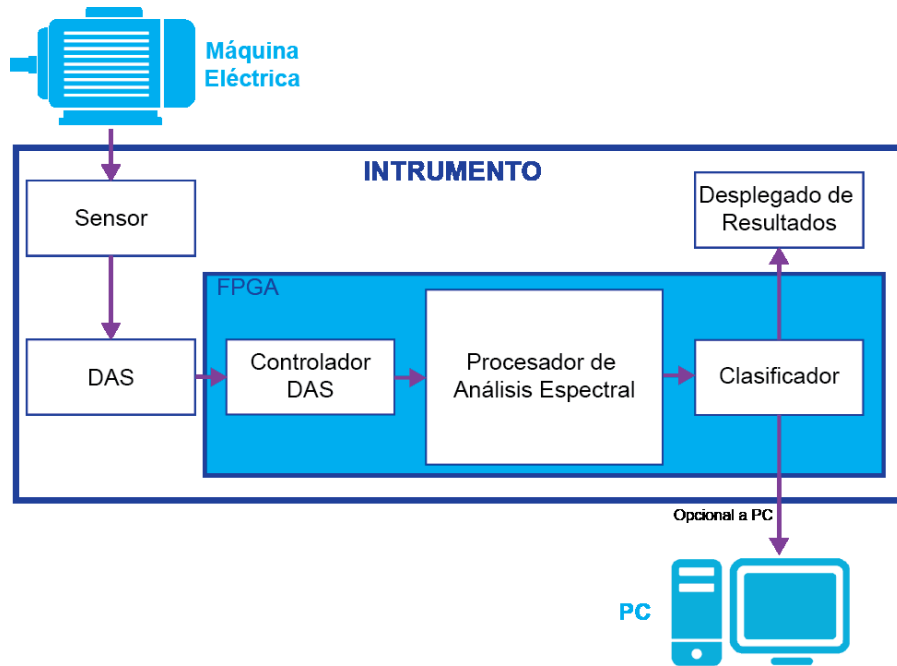 Máquina
Eléctrica
INTRUMENTO
Sensor
Desplegado de
Resultados
FPGA
DAS
Controlador
DAS
Procesador de
Análisis Espectral
Clasificador
Opcional a PC
PC